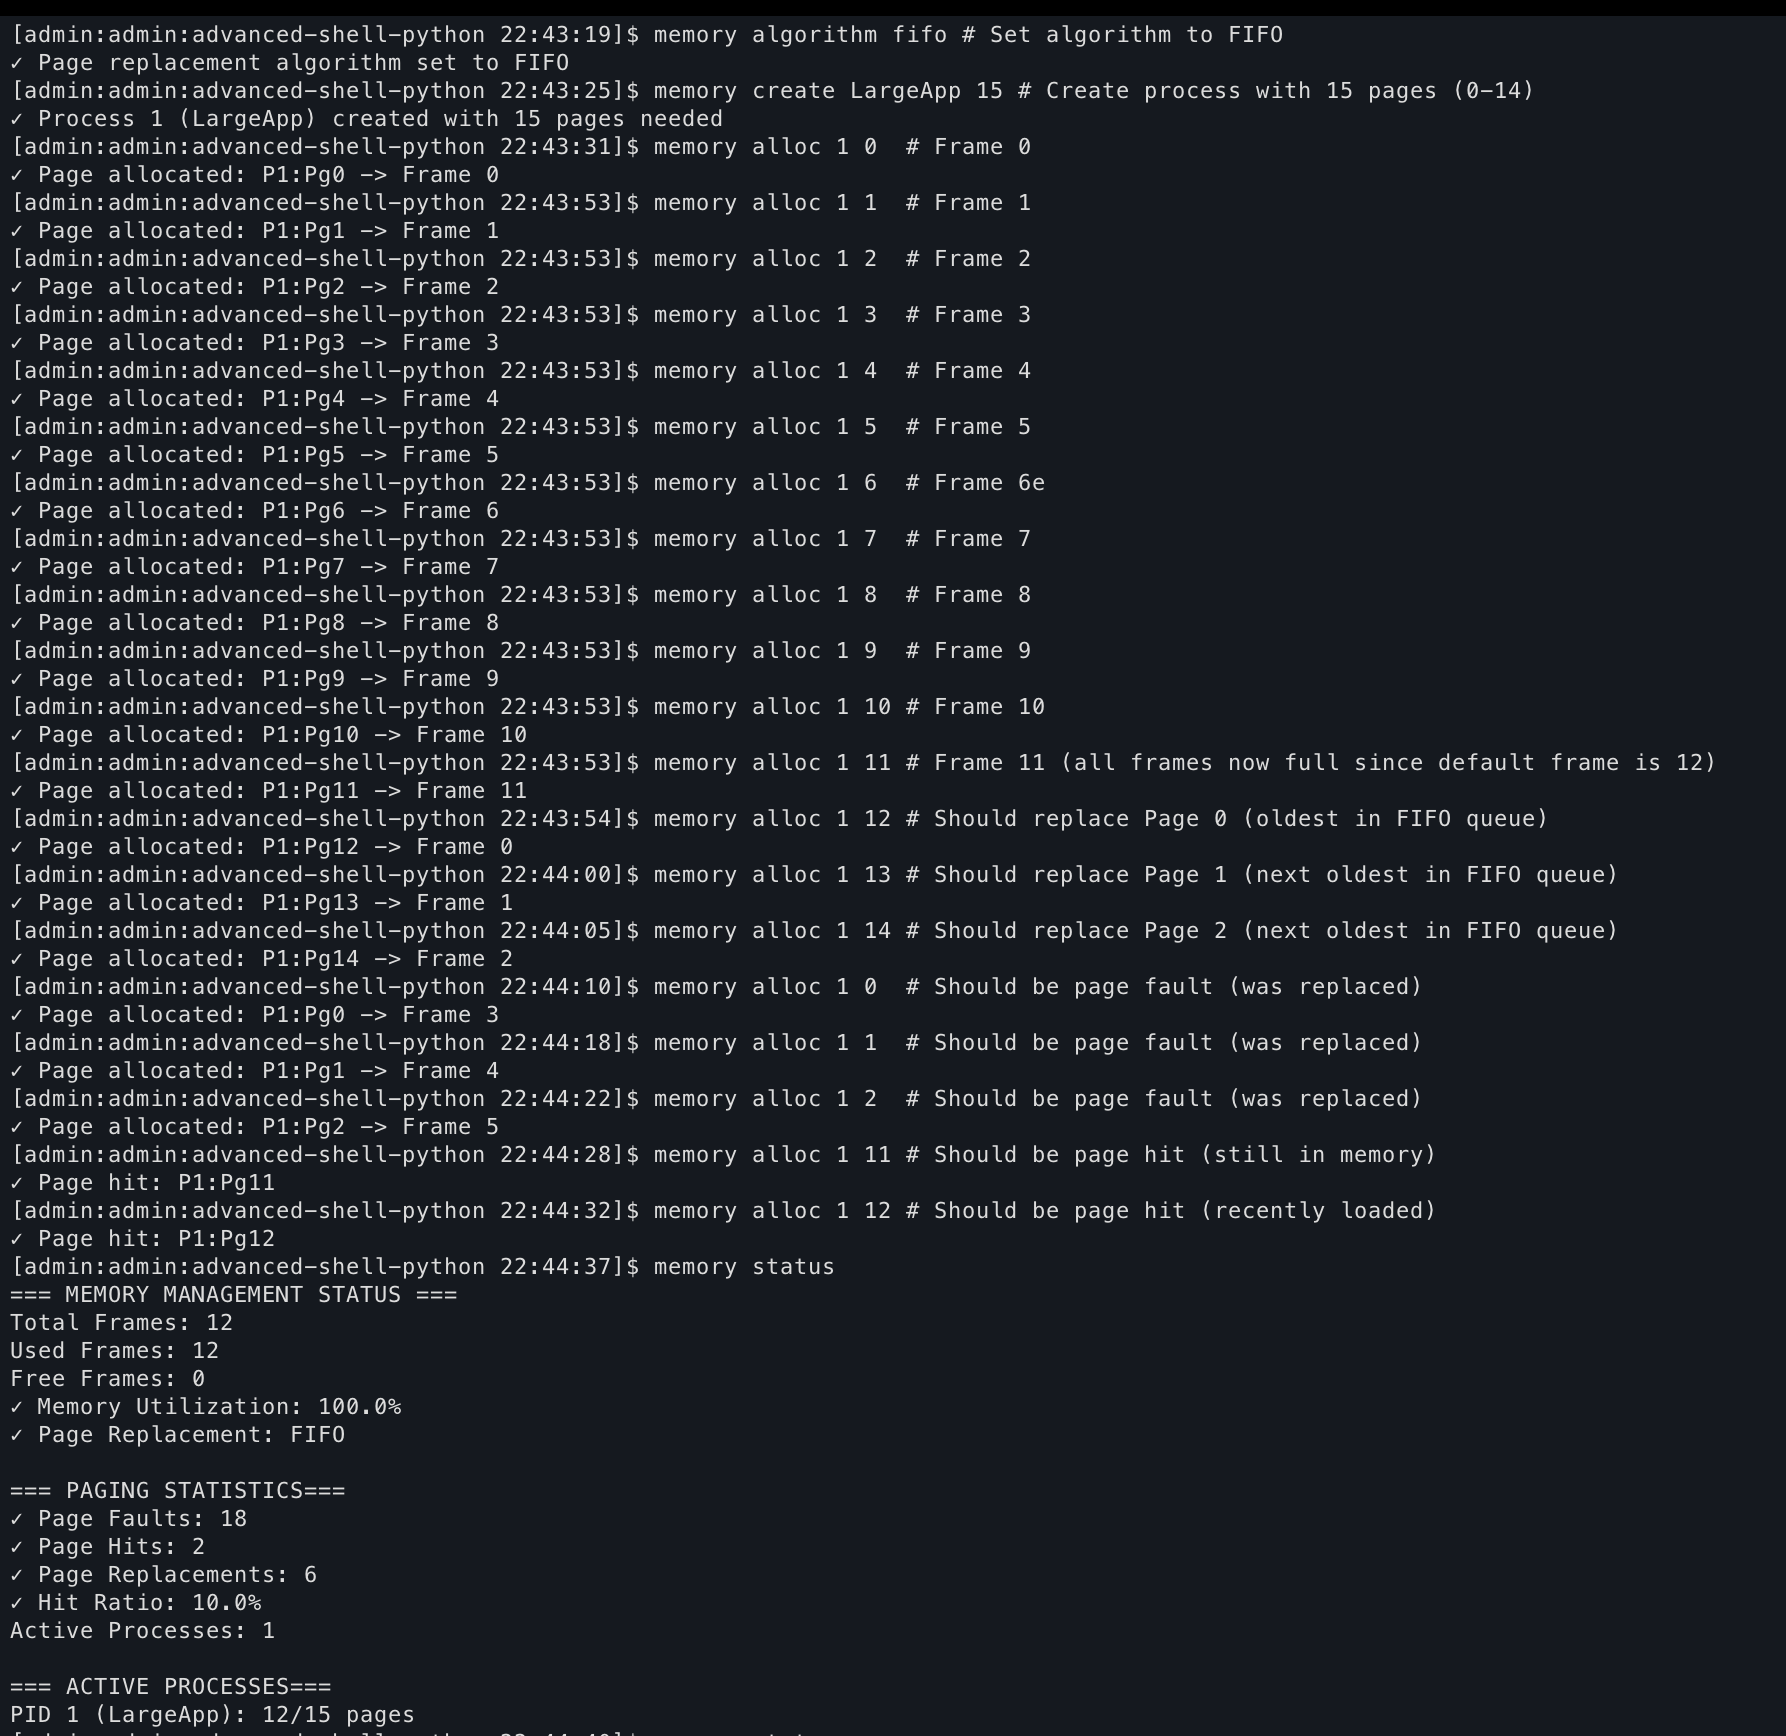 [admin:admin:advanced-shell-python 22:43:19]$ memory algorithm fifo # Set algorithm to FIFO
✓ Page replacement algorithm set to FIFO
[admin:admin:advanced-shell-python 22:43:25]$ memory create LargeApp 15 # Create process with 15 pages (0-14)
✓ Process 1 (LargeApp) created with 15 pages needed
[admin:admin:advanced-shell-python 22:43:31]$ memory alloc 1 0  # Frame 0
✓ Page allocated: P1:Pg0 -> Frame 0
[admin:admin:advanced-shell-python 22:43:53]$ memory alloc 1 1  # Frame 1
✓ Page allocated: P1:Pg1 -> Frame 1
[admin:admin:advanced-shell-python 22:43:53]$ memory alloc 1 2  # Frame 2
✓ Page allocated: P1:Pg2 -> Frame 2
[admin:admin:advanced-shell-python 22:43:53]$ memory alloc 1 3  # Frame 3
✓ Page allocated: P1:Pg3 -> Frame 3
[admin:admin:advanced-shell-python 22:43:53]$ memory alloc 1 4  # Frame 4
✓ Page allocated: P1:Pg4 -> Frame 4
[admin:admin:advanced-shell-python 22:43:53]$ memory alloc 1 5  # Frame 5
✓ Page allocated: P1:Pg5 -> Frame 5
[admin:admin:advanced-shell-python 22:43:53]$ memory alloc 1 6  # Frame 6e
✓ Page allocated: P1:Pg6 -> Frame 6
[admin:admin:advanced-shell-python 22:43:53]$ memory alloc 1 7  # Frame 7
✓ Page allocated: P1:Pg7 -> Frame 7
[admin:admin:advanced-shell-python 22:43:53]$ memory alloc 1 8  # Frame 8
✓ Page allocated: P1:Pg8 -> Frame 8
[admin:admin:advanced-shell-python 22:43:53]$ memory alloc 1 9  # Frame 9
✓ Page allocated: P1:Pg9 -> Frame 9
[admin:admin:advanced-shell-python 22:43:53]$ memory alloc 1 10 # Frame 10
✓ Page allocated: P1:Pg10 -> Frame 10
[admin:admin:advanced-shell-python 22:43:53]$ memory alloc 1 11 # Frame 11 (all frames now full since default frame is 12)
✓ Page allocated: P1:Pg11 -> Frame 11
[admin:admin:advanced-shell-python 22:43:54]$ memory alloc 1 12 # Should replace Page 0 (oldest in FIFO queue)
✓ Page allocated: P1:Pg12 -> Frame 0
[admin:admin:advanced-shell-python 22:44:00]$ memory alloc 1 13 # Should replace Page 1 (next oldest in FIFO queue)
✓ Page allocated: P1:Pg13 -> Frame 1
[admin:admin:advanced-shell-python 22:44:05]$ memory alloc 1 14 # Should replace Page 2 (next oldest in FIFO queue)
✓ Page allocated: P1:Pg14 -> Frame 2
[admin:admin:advanced-shell-python 22:44:10]$ memory alloc 1 0  # Should be page fault (was replaced)
✓ Page allocated: P1:Pg0 -> Frame 3
[admin:admin:advanced-shell-python 22:44:18]$ memory alloc 1 1  # Should be page fault (was replaced)
✓ Page allocated: P1:Pg1 -> Frame 4
[admin:admin:advanced-shell-python 22:44:22]$ memory alloc 1 2  # Should be page fault (was replaced)
✓ Page allocated: P1:Pg2 -> Frame 5
[admin:admin:advanced-shell-python 22:44:28]$ memory alloc 1 11 # Should be page hit (still in memory)
✓ Page hit: P1:Pg11
[admin:admin:advanced-shell-python 22:44:32]$ memory alloc 1 12 # Should be page hit (recently loaded)
✓ Page hit: P1:Pg12
[admin:admin:advanced-shell-python 22:44:37]$ memory status
=== MEMORY MANAGEMENT STATUS ===
Total Frames: 12
Used Frames: 12
Free Frames: 0
✓ Memory Utilization: 100.0%
✓ Page Replacement: FIFO
=== PAGING STATISTICS===
✓ Page Faults: 18
✓ Page Hits: 2
✓ Page Replacements: 6
✓ Hit Ratio: 10.0%
Active Processes: 1
=== ACTIVE PROCESSES===
PID 1 (LargeApp): 12/15 pages